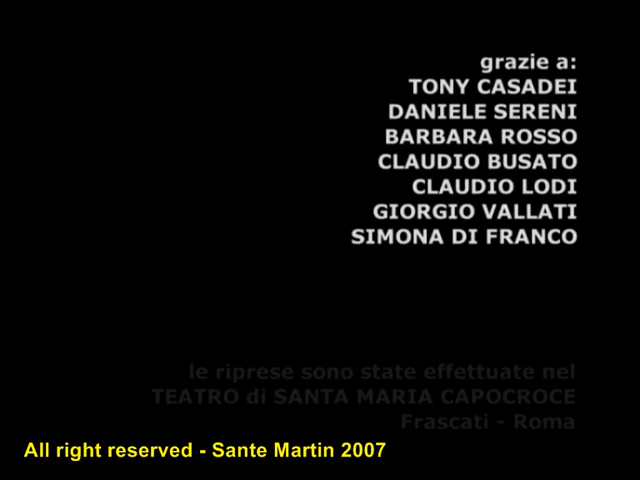 grazie a:
TONY CASADEI
DANIELE SERENI
BARBARA ROSSO
CLAUDIO BUSATO
CLAUDIO LODI
GIORGIO VALLATI
SIMONA DI FRANCO
le riprese sono state effettuate nel
TEATRO di SANTA MARIA CAPOCROCE
Frascati - Roma
All right reserved - Sante Martin 2007